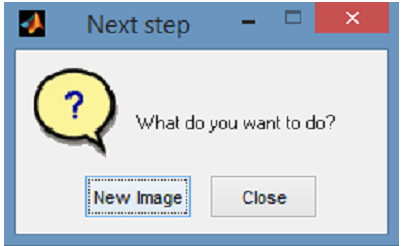 Next step
?
What do you want to do?
New Image Close